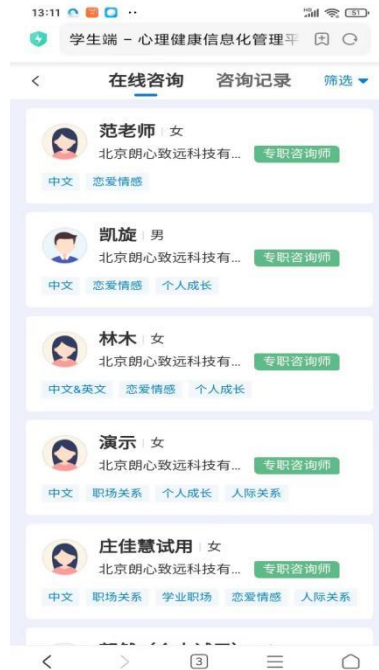 13:11
51
学生端 – 心理健康信息化管理平
在线咨询 咨询记录 筛选
范老师 女
北京朗心致远科技有... 专职咨询师
中文 恋爱情感
凯旋 男
北京朗心致远科技有... 专职咨询师
中文 恋爱情感 个人成长
林木 女
北京朗心致远科技有... 专职咨询师
中文&英文 恋爱情感 个人成长
演示 女
北京朗心致远科技有... 专职咨询师
中文 职场关系 个人成长 人际关系
庄佳慧试用 女
北京朗心致远科技有... 专职咨询师
中文 职场关系 学业职场 恋爱情感 人际关系
3